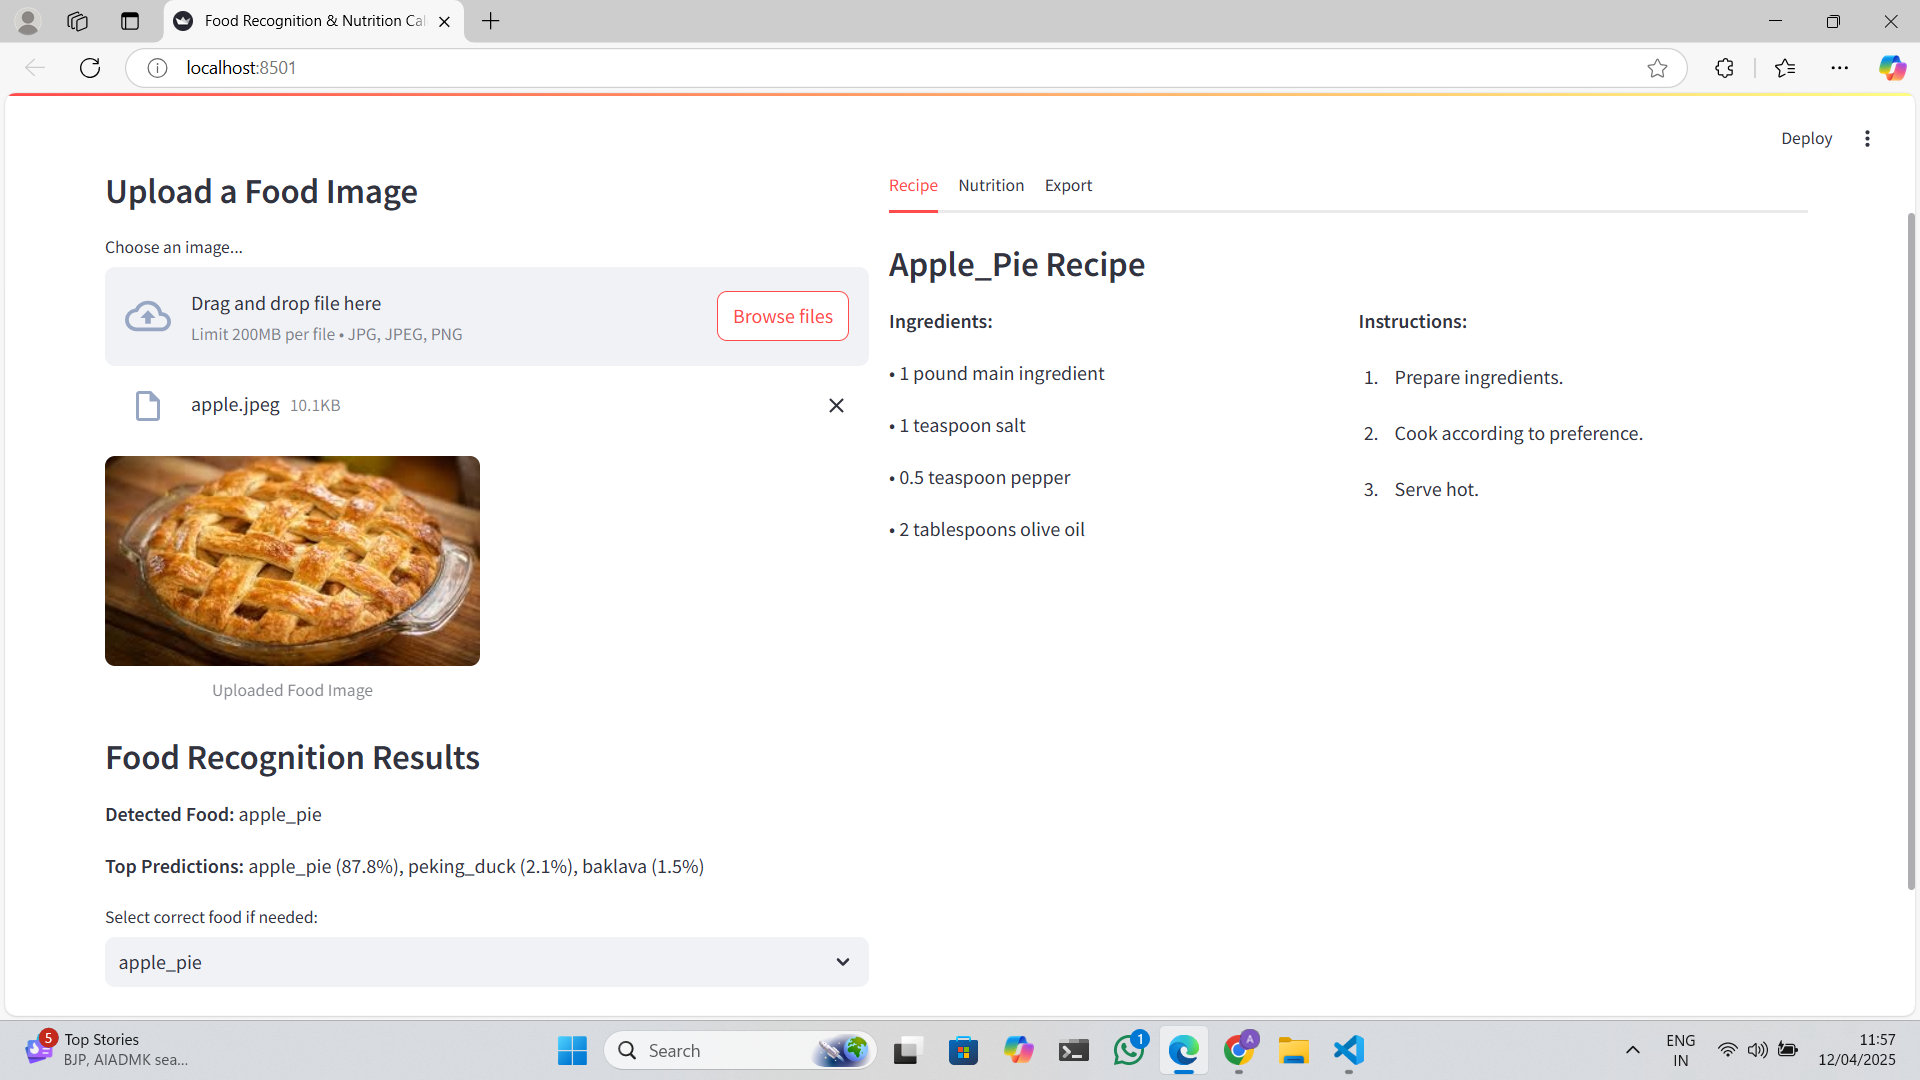 Food Recognition & Nutrition Cal
localhost:8501
Deploy
Upload a Food Image
Choose an image...
Drag and drop file here
Limit 200MB per file • JPG, JPEG, PNG
Browse files
apple.jpeg 10.1KB
Uploaded Food Image
Food Recognition Results
Detected Food: apple_pie
Top Predictions: apple_pie (87.8%), peking_duck (2.1%), baklava (1.5%)
Select correct food if needed:
apple_pie
Recipe Nutrition Export
Apple_Pie Recipe
Ingredients:
• 1 pound main ingredient
• 1 teaspoon salt
• 0.5 teaspoon pepper
• 2 tablespoons olive oil
Instructions:
1. Prepare ingredients.
2. Cook according to preference.
3. Serve hot.
5
Top Stories
BJP, AIADMK sea...
Search
1
A
ENG
IN
11:57
12/04/2025